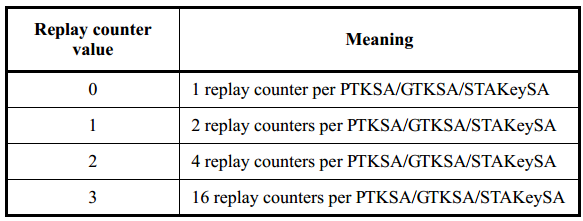 Replay counter
value
Meaning
0
1 replay counter per PTKSA/GTKSA/STAKeySA
1
2 replay counters per PTKSA/GTKSA/STAKeySA
2
4 replay counters per PTKSA/GTKSA/STAKeySA
3
16 replay counters per PTKSA/GTKSA/STAKeySA